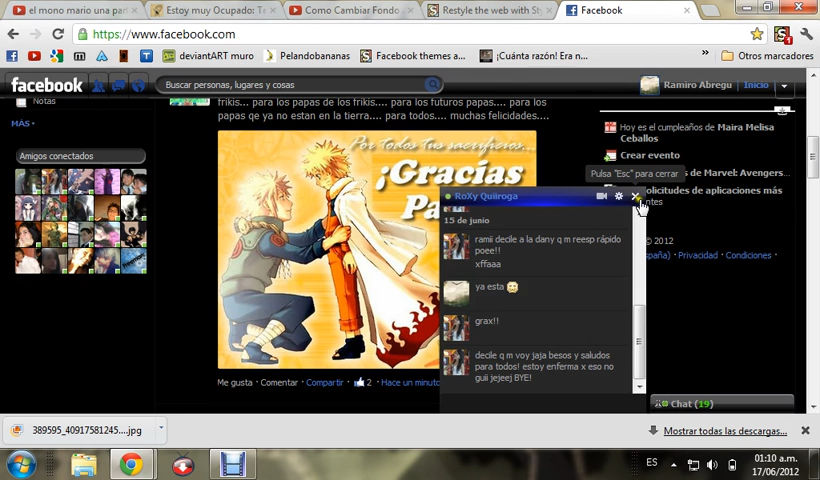 el mono mario una par
Estoy muy Ocupado: Te
Como Cambiar Fondo
Restyle the web with St
Facebook
https://www.facebook.com
deviantART muro
Pelandobananas
Facebook themes a...
¡Cuánta razón! Era n...
»
Otros marcadores
facebook
Buscar personas, lugares y cosas
Ramiro Abregu
Inicio
Notas
MÁS
Amigos conectados
frikis... para los papas de los frikis.... para los futuros papas.... para los
papas qe ya no estan en la tierra.... para todos.... muchas felicidades....
Por todos tus sacrificios...
¡Gracias
Pa
Me gusta · Comentar · Compartir · 2 · Hace un minuto
Hoy es el cumpleaños de Maira Melisa
Ceballos
Crear evento
Pulsa "Esc" para cerrar
s de Marvel: Avengers...
olicitudes de aplicaciones más
ntes
© 2012
spaña) · Privacidad · Condiciones ·
RoXy Quiiroga
15 de junio
ramii decile a la dany q m reesp rápido
poee!!
xffaaa
ya esta
grax!!
decile q m voy jaja besos y saludos
para todos! estoy enferma x eso no
guii jejeej BYE!
Chat (19)
389595_40917581245....jpg
Mostrar todas las descargas...
ES
01:10 a.m.
17/06/2012